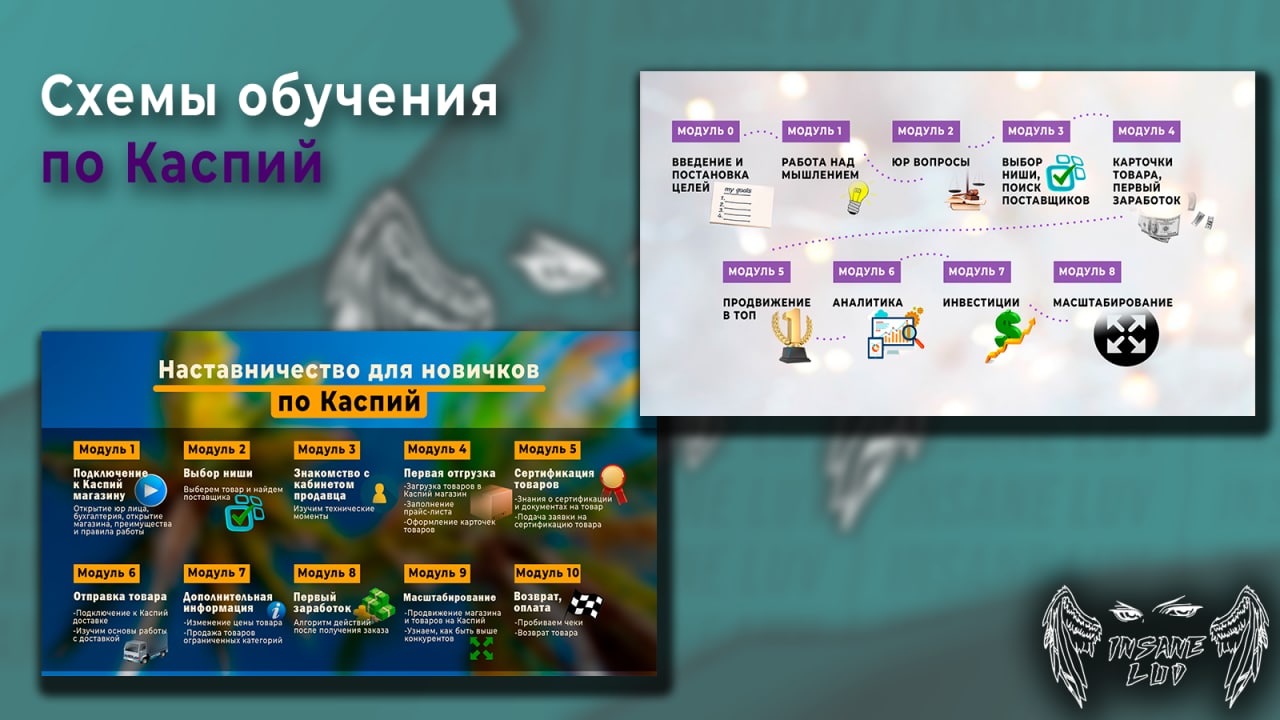 Схемы обучения
по Каспий
МОДУЛЬ 0
ВВЕДЕНИЕ И
ПОСТАНОВКА
ЦЕЛЕЙ
my goals
1.
2.
3.
МОДУЛЬ 1
РАБОТА НАД
МЫШЛЕНИЕМ
МОДУЛЬ 2
ЮР ВОПРОСЫ
МОДУЛЬ 3
ВЫБОР
НИШИ,
ПОИСК
ПОСТАВЩИКОВ
МОДУЛЬ 4
КАРТОЧКИ
ТОВАРА,
ПЕРВЫЙ
ЗАРАБОТОК
МОДУЛЬ 5
ПРОДВИЖЕНИЕ
В ТОП
1
МОДУЛЬ 6
АНАЛИТИКА
МОДУЛЬ 7
ИНВЕСТИЦИИ
МОДУЛЬ 8
МАСШТАБИРОВАНИЕ
Наставничество для новичков
по Каспий
Модуль 1
Подключение
к Каспий
магазину
Открытие юр лица,
бухгалтерия, открытие
магазина, преимущества
и правила работы
Модуль 2
Выбор ниши
Выберем товар и найдем
поставщика
Модуль 3
Знакомство с
кабинетом
продавца
Изучим технические
моменты
Модуль 4
Первая отгрузка
-Загрузка товаров в
Каспий магазин
-Заполнение
прайс-листа
-Оформление карточек
товаров
Модуль 5
Сертификация
товаров
-Знания о сертификации
и документах на товар
-Подача заявки на
сертификацию товара
Модуль 6
Отправка товара
-Подключение к Каспий
доставке
-Изучим основы работы
с доставкой
Модуль 7
Дополнительная
информация
-Изменение цены товара
-Продажа товаров
ограниченных категорий
Модуль 8
Первый
заработок
Алгоритм действий
после получения заказа
Модуль 9
Масштабирование
-Продвижение магазина
и товаров на Каспий
-Узнаем, как быть выше
конкурентов
Модуль 10
Возврат,
оплата
-Пробиваем чеки
-Возврат товара
INSANE
LUV